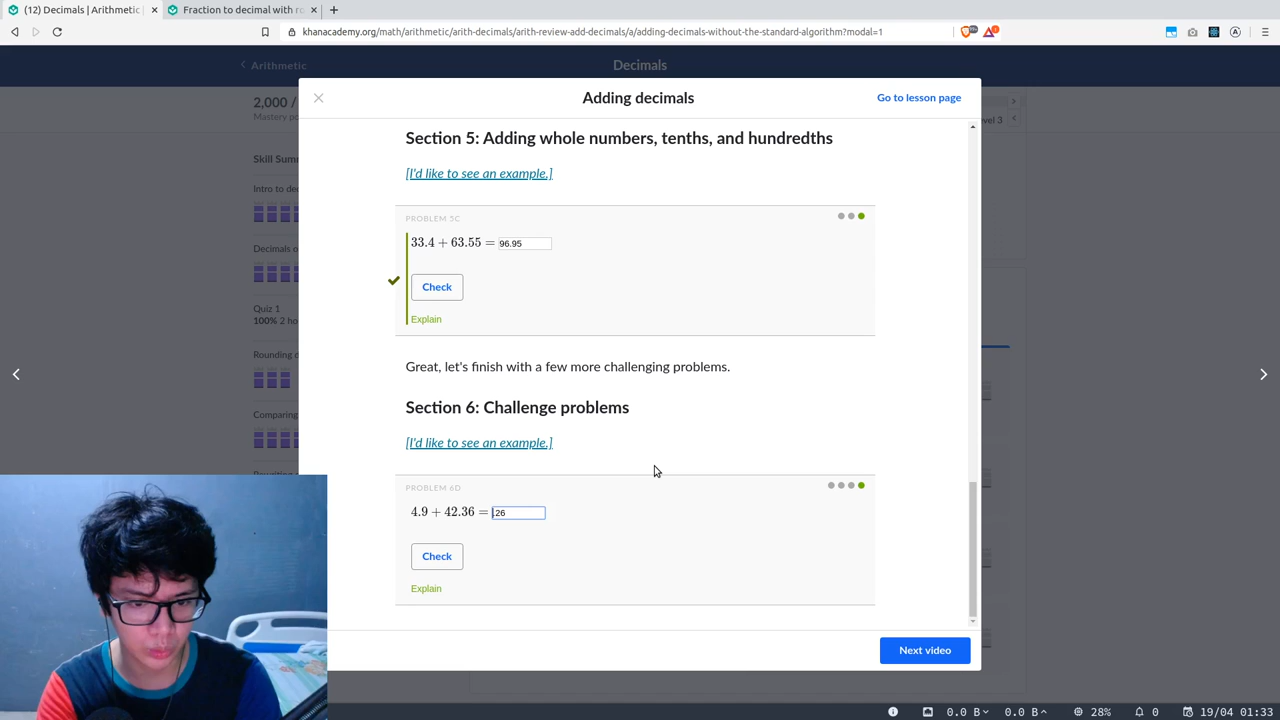 (12) Decimals | Arithmetic
Fraction to decimal with ro
khanacademy.org/math/arithmetic/arith-decimals/arith-review-add-decimals/a/adding-decimals-without-the-standard-algorithm?modal=1
Arithmetic
Decimals
2,000 /
Mastery po
vel 3
Skill Summ
Intro to de
Decimals o
Quiz 1
100% 2 ho
Rounding d
Comparing
Adding decimals
Go to lesson page
Section 5: Adding whole numbers, tenths, and hundredths
[I'd like to see an example.]
PROBLEM 5C
33.4 + 63.55 = 96.95
Check
Explain
Great, let's finish with a few more challenging problems.
Section 6: Challenge problems
[I'd like to see an example.]
PROBLEM 6D
4.9 + 42.36 = .26
Check
Explain
Next video
0.0 B 0.0 B 28% 0 19/04 01:33